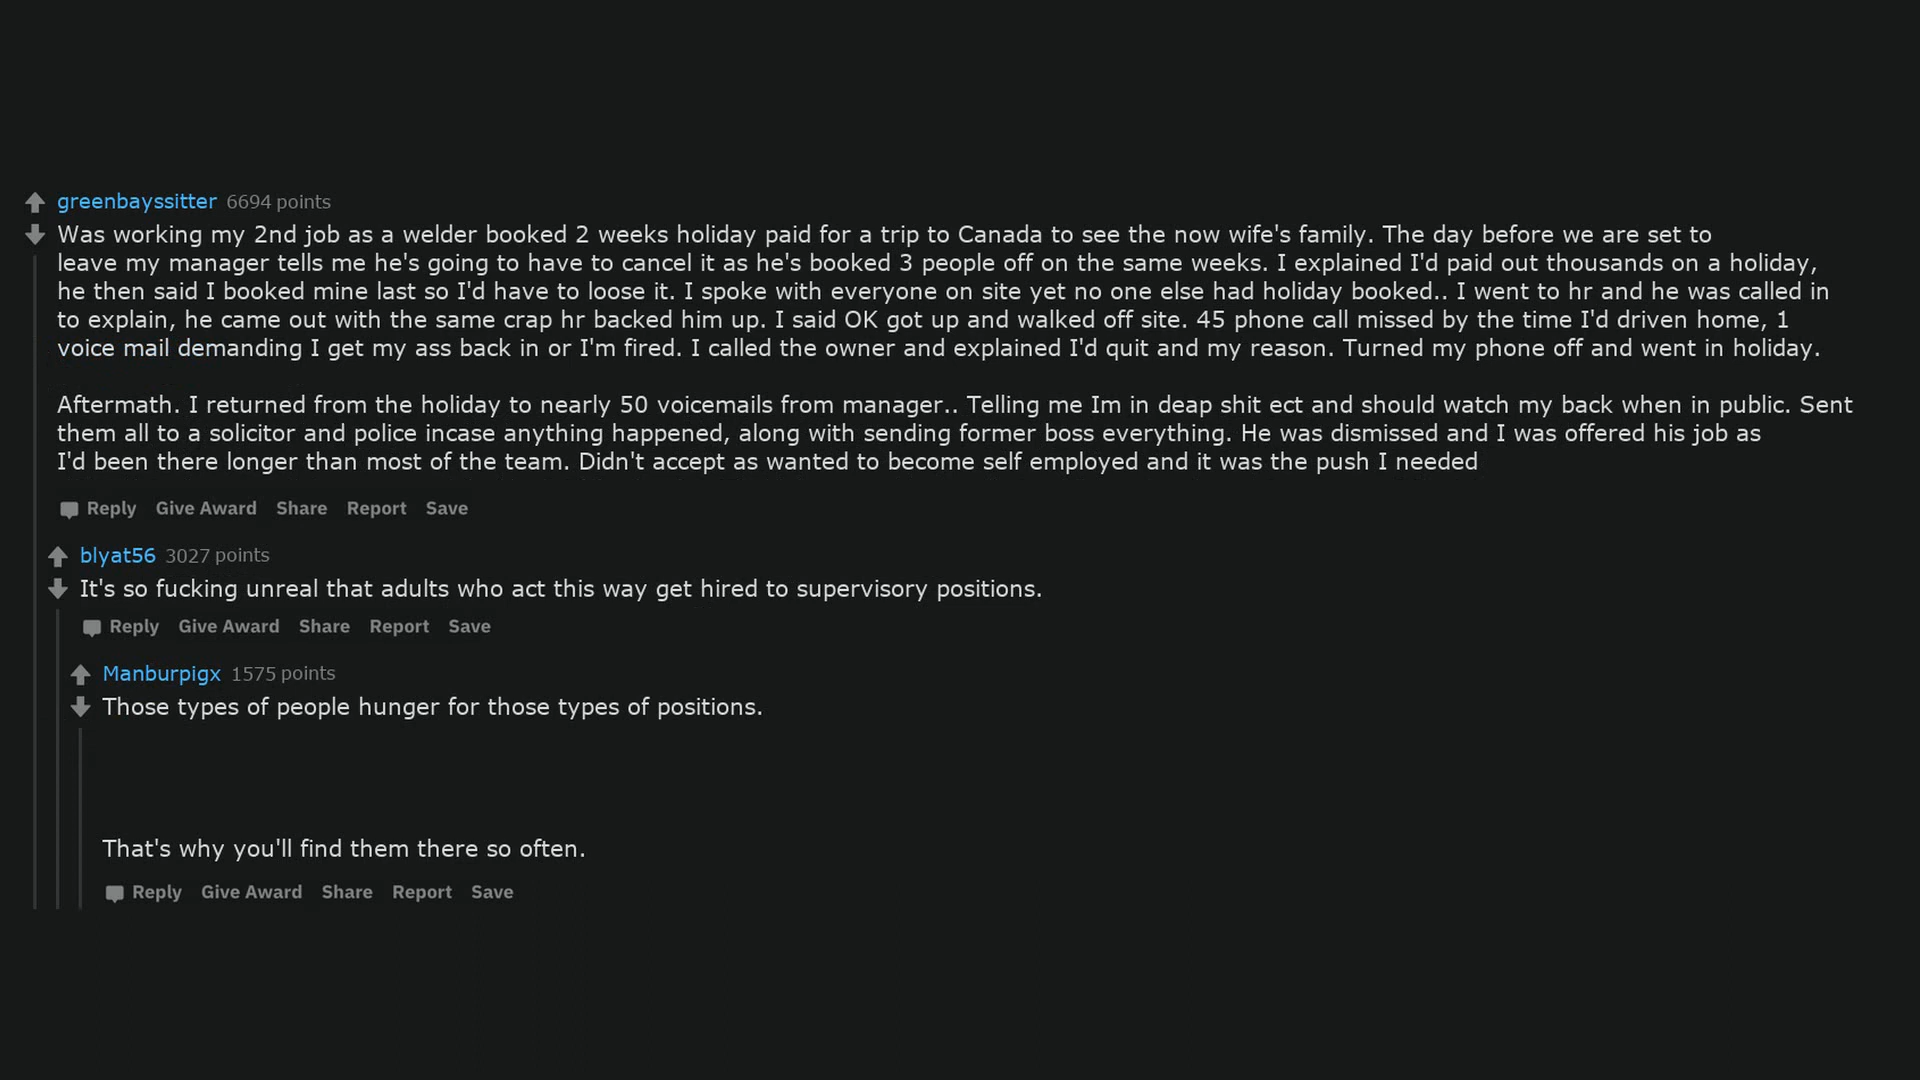 greenbayssitter 6694 points
Was working my 2nd job as a welder booked 2 weeks holiday paid for a trip to Canada to see the now wife's family. The day before we are set to
leave my manager tells me he's going to have to cancel it as he's booked 3 people off on the same weeks. I explained I'd paid out thousands on a holiday,
he then said I booked mine last so I'd have to loose it. I spoke with everyone on site yet no one else had holiday booked.. I went to hr and he was called in
to explain, he came out with the same crap hr backed him up. I said OK got up and walked off site. 45 phone call missed by the time I'd driven home, 1
voice mail demanding I get my ass back in or I'm fired. I called the owner and explained I'd quit and my reason. Turned my phone off and went in holiday.
Aftermath. I returned from the holiday to nearly 50 voicemails from manager.. Telling me Im in deap shit ect and should watch my back when in public. Sent
them all to a solicitor and police incase anything happened, along with sending former boss everything. He was dismissed and I was offered his job as
I'd been there longer than most of the team. Didn't accept as wanted to become self employed and it was the push I needed
Reply Give Award Share Report Save
blyat56 3027 points
It's so fucking unreal that adults who act this way get hired to supervisory positions.
Reply Give Award Share Report Save
Manburpigx 1575 points
Those types of people hunger for those types of positions.
That's why you'll find them there so often.
Reply Give Award Share Report Save